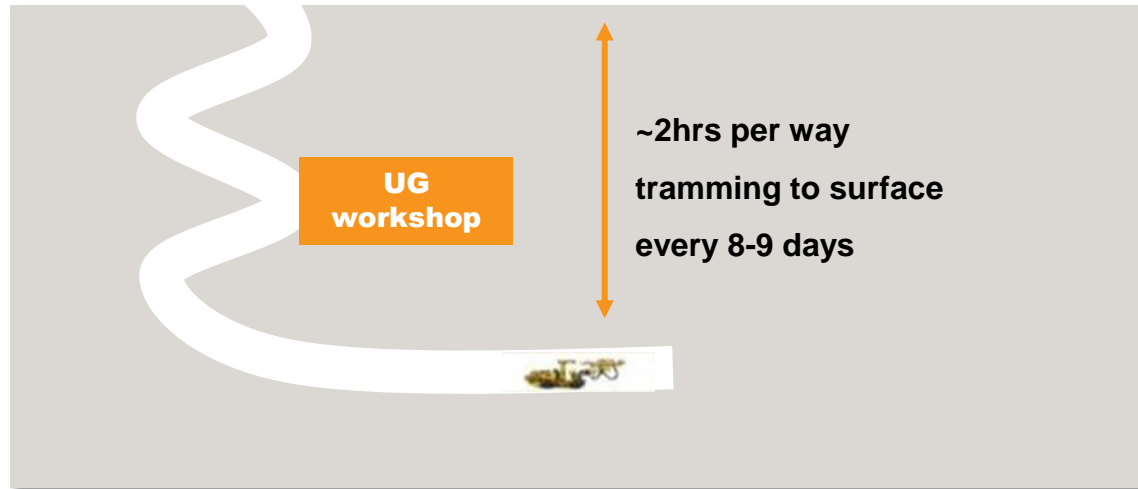 UG
workshop
~2hrs per way
tramming to surface
every 8-9 days